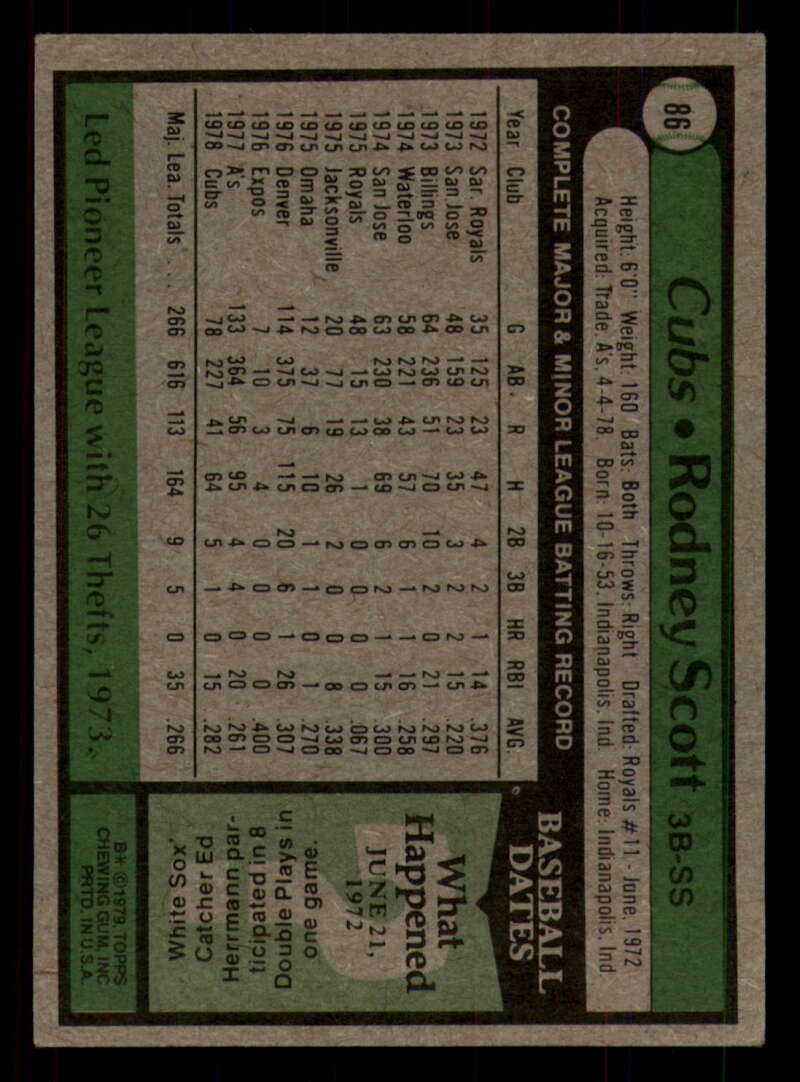 86
Cubs • Rodney Scott 3B-SS
Height: 6'0" Weight: 160 Bats: Both Throws: Right Drafted: Royals #11 - June, 1972
Acquired: Trade, A's, 4-4-78. Born: 10-16-53, Indianapolis, Ind. Home: Indianapolis, Ind.
COMPLETE MAJOR & MINOR LEAGUE BATTING RECORD
Year Club G AB. R H 2B 3B HR RBI AVG.
1972 Sar. Royals 35 125 23 47 4 2 1 14 .376
1973 San Jose 48 159 23 35 3 2 2 15 .220
1973 Billings 64 236 51 70 10 2 0 21 .297
1974 Waterloo 58 221 43 57 6 1 1 16 .258
1974 San Jose 63 230 38 69 6 2 1 15 .300
1975 Royals 48 15 13 1 0 0 0 0 .067
1975 Jacksonville 20 77 19 26 2 0 0 8 .338
1975 Omaha 12 37 6 10 1 1 0 1 .270
1976 Denver 114 375 75 115 20 6 1 26 .307
1976 Expos 7 10 3 4 0 0 0 0 .400
1977 A's 133 364 56 95 4 4 0 20 .261
1978 Cubs 78 227 41 64 5 1 0 15 .282
Maj. Lea. Totals . . . 266 616 113 164 9 5 0 35 .266
Led Pioneer League with 26 Thefts, 1973.
BASEBALL
DATES
What
Happened
JUNE 21,
1972
White Sox'
Catcher Ed
Herrmann par-
ticipated in 8
Double Plays in
one game.
B* ©1979, TOPPS
CHEWING GUM, INC
PRTD. IN U.S.A.